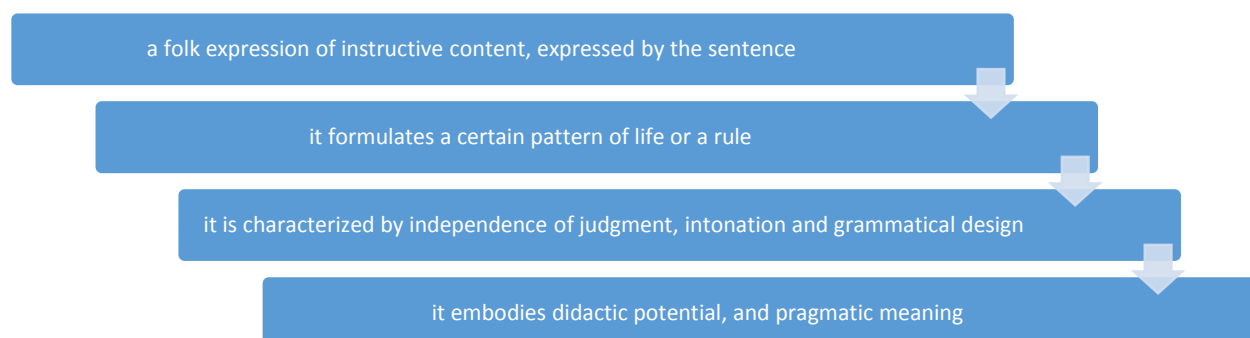 a folk expression of instructive content, expressed by the sentence
it formulates a certain pattern of life or a rule
it is characterized by independence of judgment, intonation and grammatical design
it embodies didactic potential, and pragmatic meaning